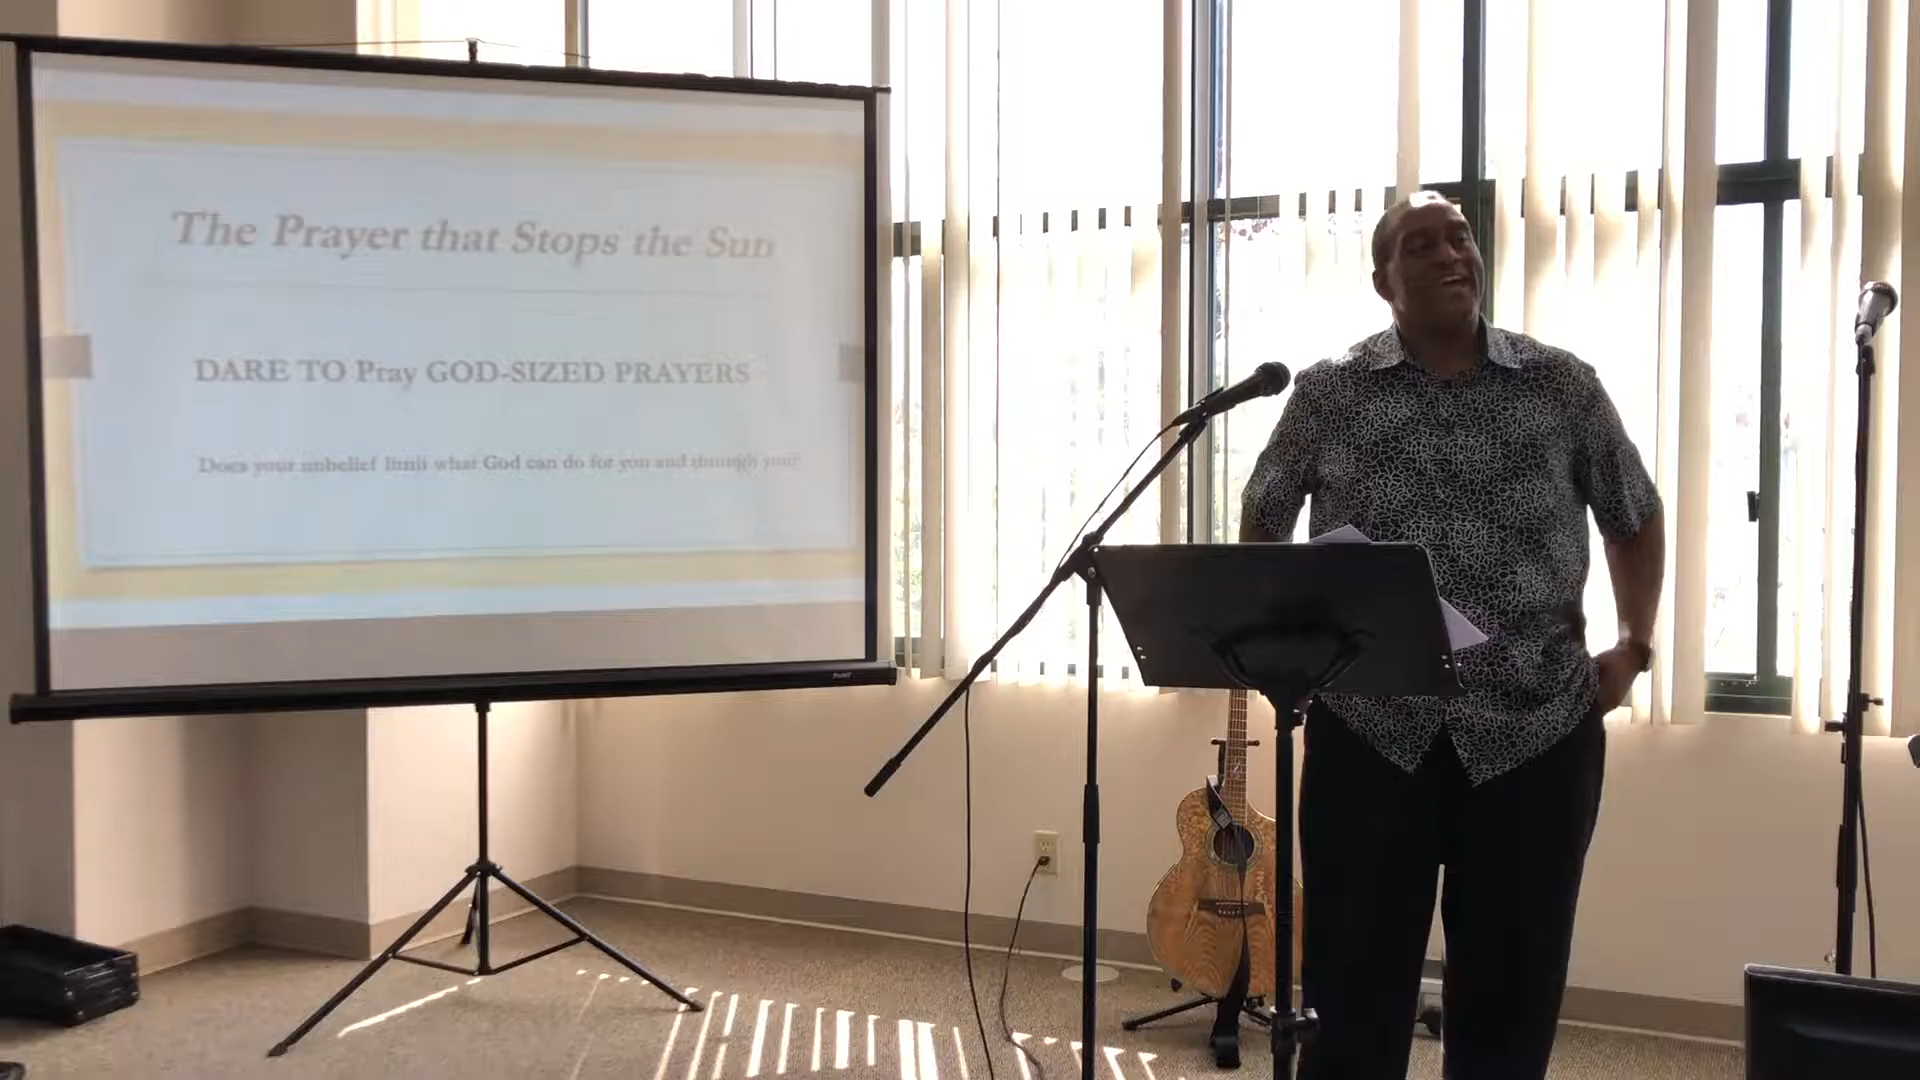 The Prayer that Stops the Sun
DARE TO Pray GOD-SIZED PRAYERS
Does your unbelief limit what God can do for you and through you?